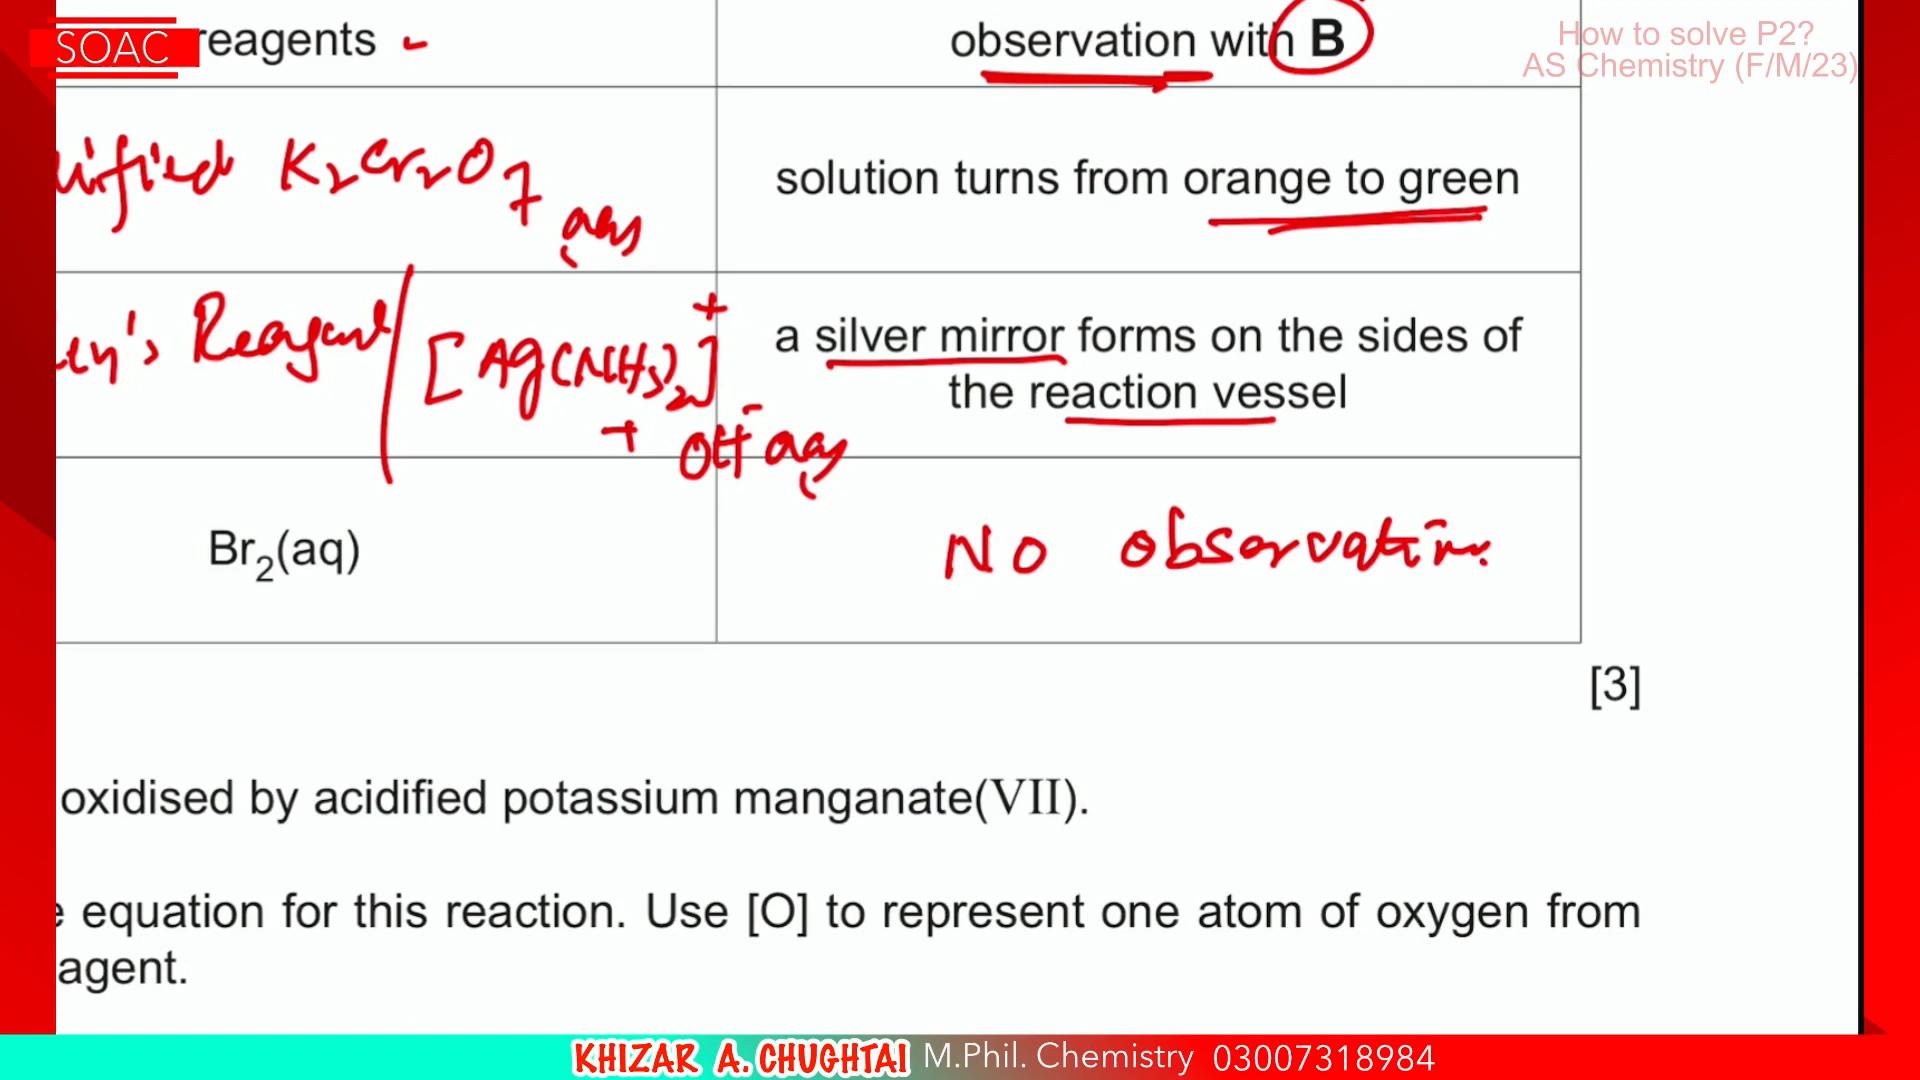 SOAC
reagents
observation with B
How to solve P2?
AS Chemistry (F/M/23)
K₂Cr₂O₇
solution turns from orange to green
Reagent [Ag(NH₃)₂]⁺
+ OH⁻
a silver mirror forms on the sides of
the reaction vessel
Br₂(aq)
No observation
[3]
oxidised by acidified potassium manganate(VII).
equation for this reaction. Use [O] to represent one atom of oxygen from
agent.
KHIZAR A. CHUGHTAI M.Phil. Chemistry 03007318984